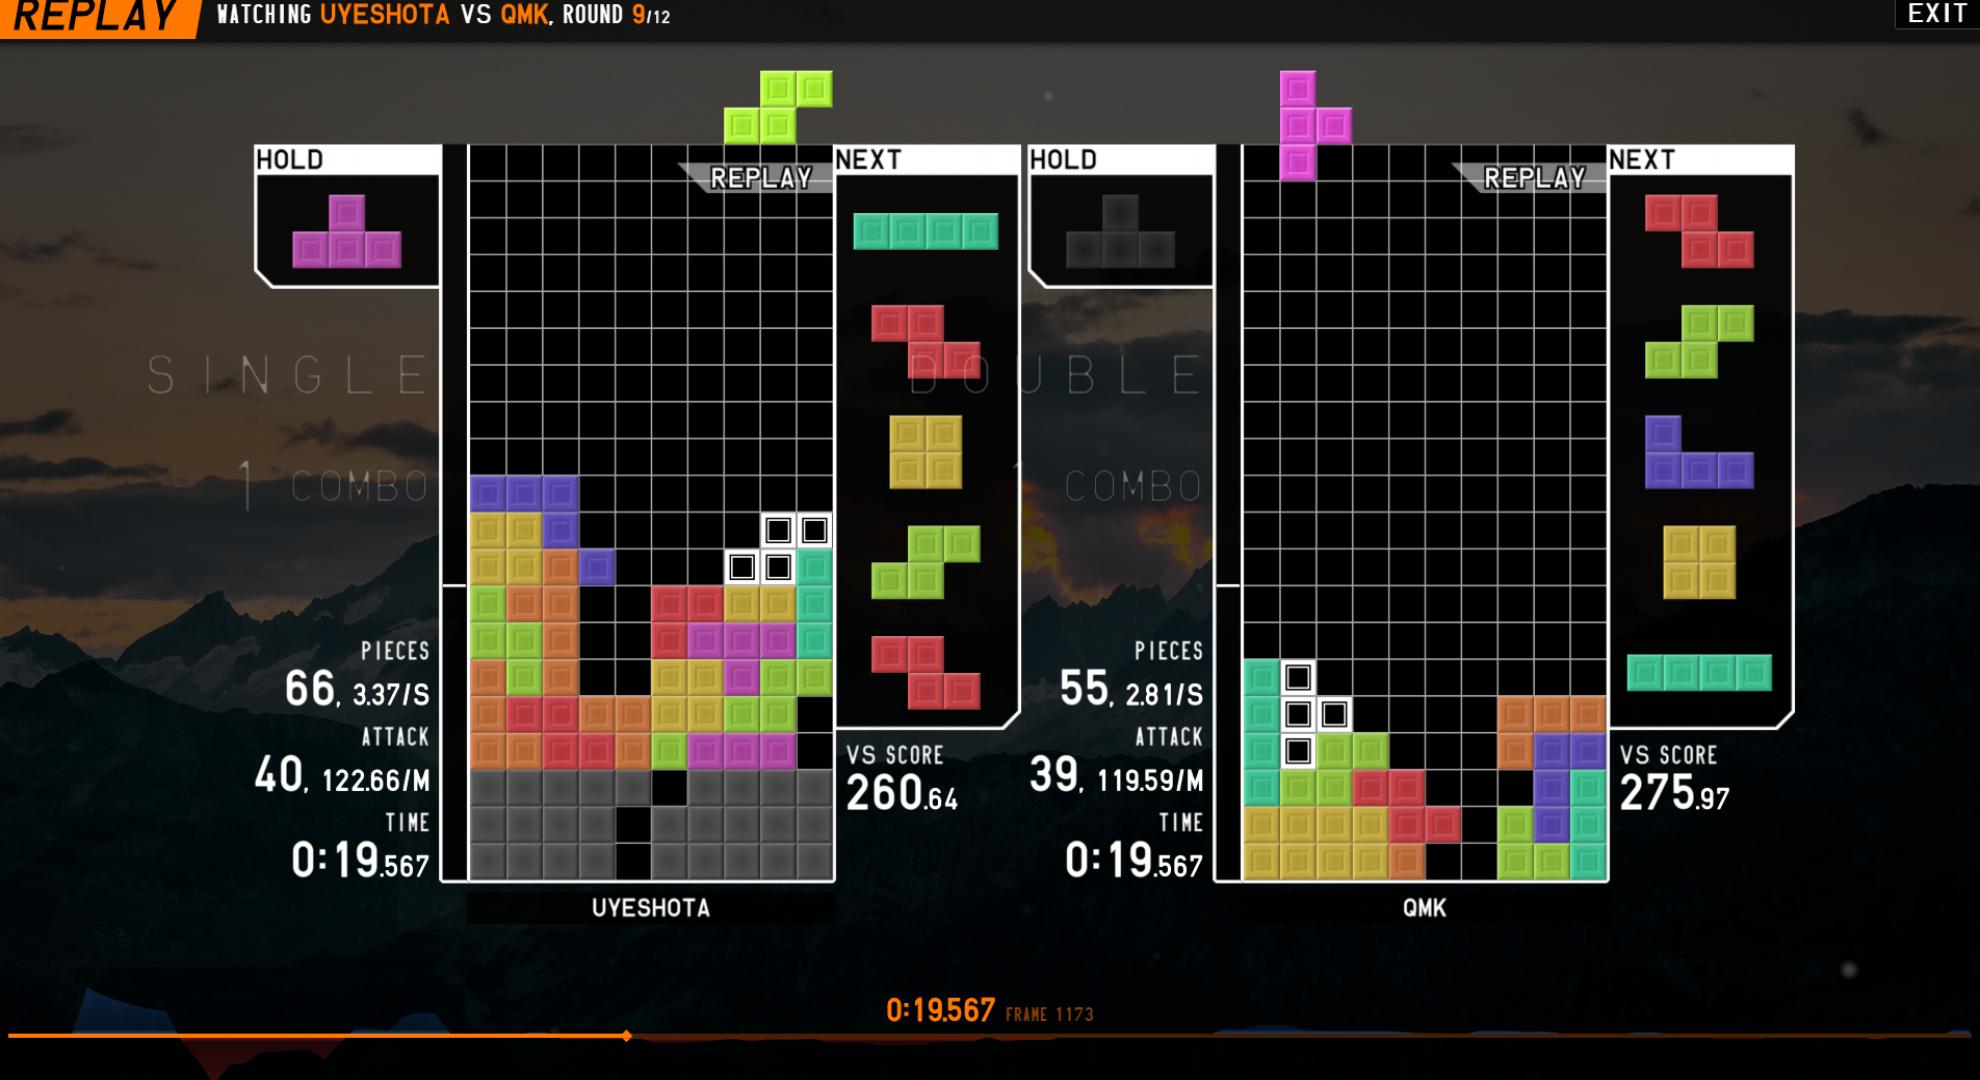 REPLAY
WATCHING UYESHOTA VS QMK, ROUND 9/12
EXIT
HOLD
REPLAY
NEXT
SINGLE
1 COMBO
PIECES
66, 3.37/S
ATTACK
40, 122.66/M
TIME
0:19.567
VS SCORE
260.64
UYESHOTA
HOLD
REPLAY
NEXT
DOUBLE
1 COMBO
PIECES
55, 2.81/S
ATTACK
39, 119.59/M
TIME
0:19.567
VS SCORE
275.97
QMK
0:19.567 FRAME 1173